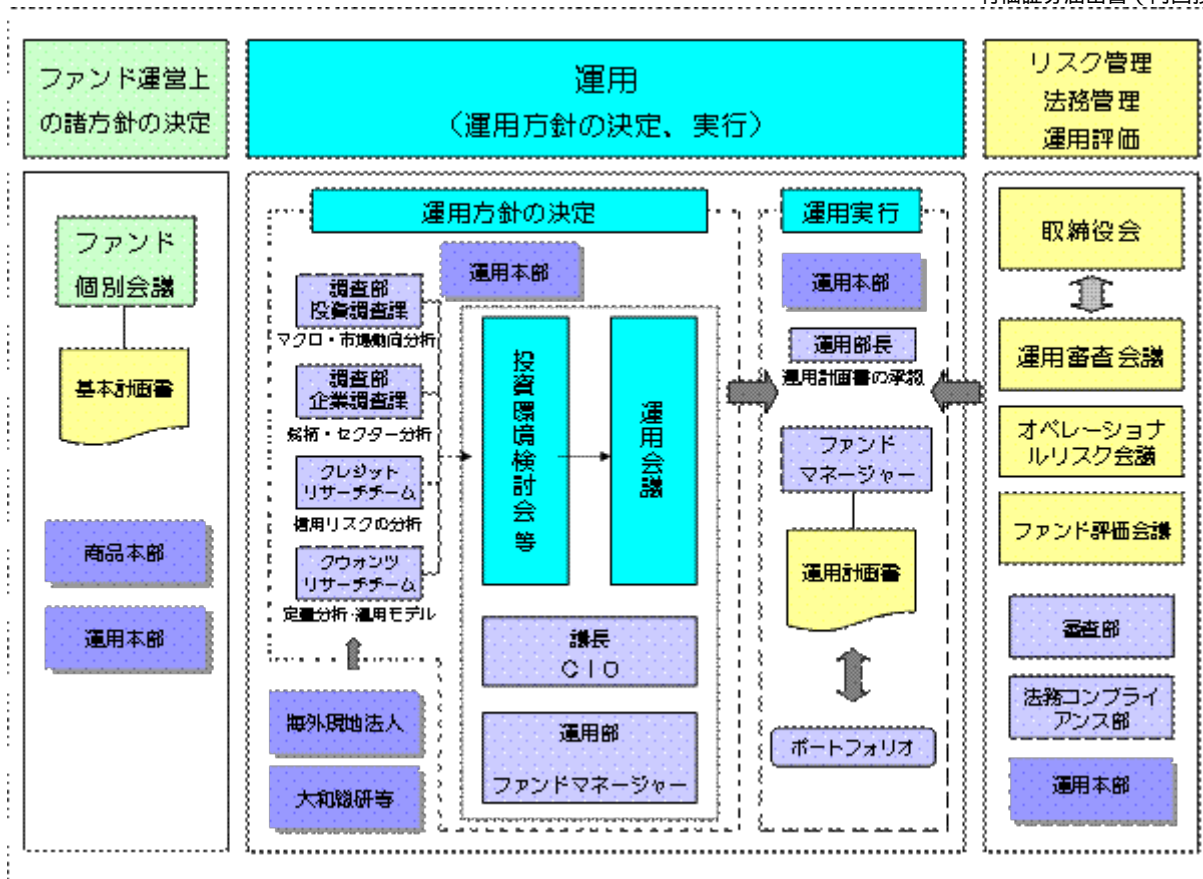 ファンド運営上
の諸方針の決定
運用
（運用方針の決定、実行）
リスク管理
法務管理
運用評価
ファンド
個別会議
基本計画書
商品本部
運用本部
運用方針の決定
運用本部
調査部
投資調査課
マクロ・市場動向分析
調査部
企業調査課
銘柄・セクター分析
クレジット
リサーチチーム
信用リスクの分析
クウォンツ
リサーチチーム
定量分析・運用モデル
海外現地法人
大和総研等
投資環境検討会等
運用会議
議長
CIO
運用部
ファンドマネージャー
運用実行
運用本部
運用部長
運用計画書の承認
ファンド
マネージャー
運用計画書
ポートフォリオ
取締役会
運用審査会議
オペレーショナ
ルリスク会議
ファンド評価会議
審査部
法務コンプライ
アンス部
運用本部